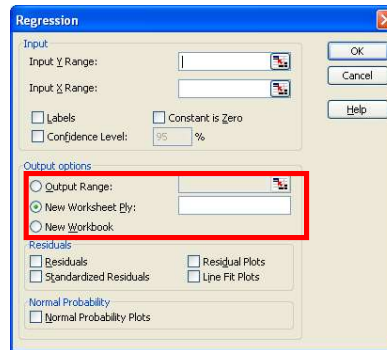 Regression
Input
Input Y Range:
Input X Range:
Labels
Constant is Zero
Confidence Level:
95 %
Output options
Output Range:
New Worksheet Ply:
New Workbook
Residuals
Residuals
Residual Plots
Standardized Residuals
Line Fit Plots
Normal Probability
Normal Probability Plots
OK
Cancel
Help